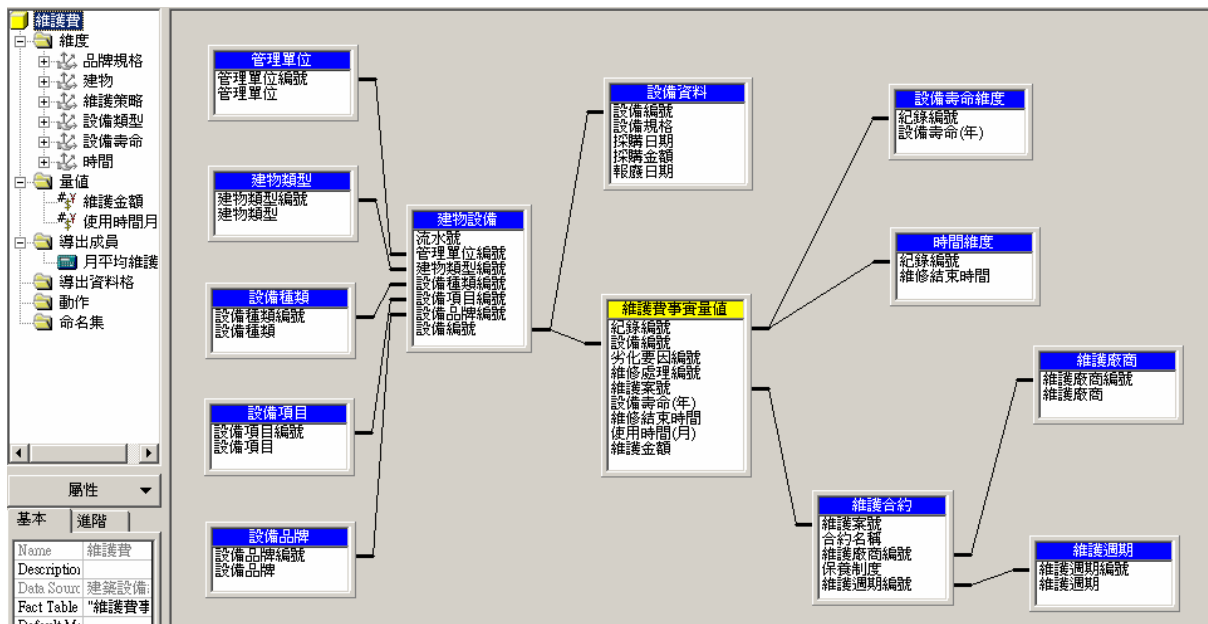 維護費
維度
品牌規格
建物
維護策略
設備類型
設備壽命
時間
量值
維護金額
使用時間月
導出成員
月平均維護
導出資料格
動作
命名集
屬性
基本
進階
Name 維護費
Description
Data Sourc 建築設備
Fact Table "維護費事
管理單位
管理單位編號
管理單位
建物類型
建物類型編號
建物類型
設備種類
設備種類編號
設備種類
設備項目
設備項目編號
設備項目
設備品牌
設備品牌編號
設備品牌
建物設備
流水號
管理單位編號
建物類型編號
設備種類編號
設備項目編號
設備品牌編號
設備編號
設備資料
設備編號
設備規格
採購日期
採購金額
報廢日期
維護費事實量值
紀錄編號
設備編號
劣化要因編號
維修處理編號
維護案號
設備壽命(年)
維修結束時間
使用時間(月)
維護金額
設備壽命維度
紀錄編號
設備壽命(年)
時間維度
紀錄編號
維修結束時間
維護合約
維護案號
合約名稱
維護廠商編號
保養制度
維護週期編號
維護廠商
維護廠商編號
維護廠商
維護週期
維護週期編號
維護週期